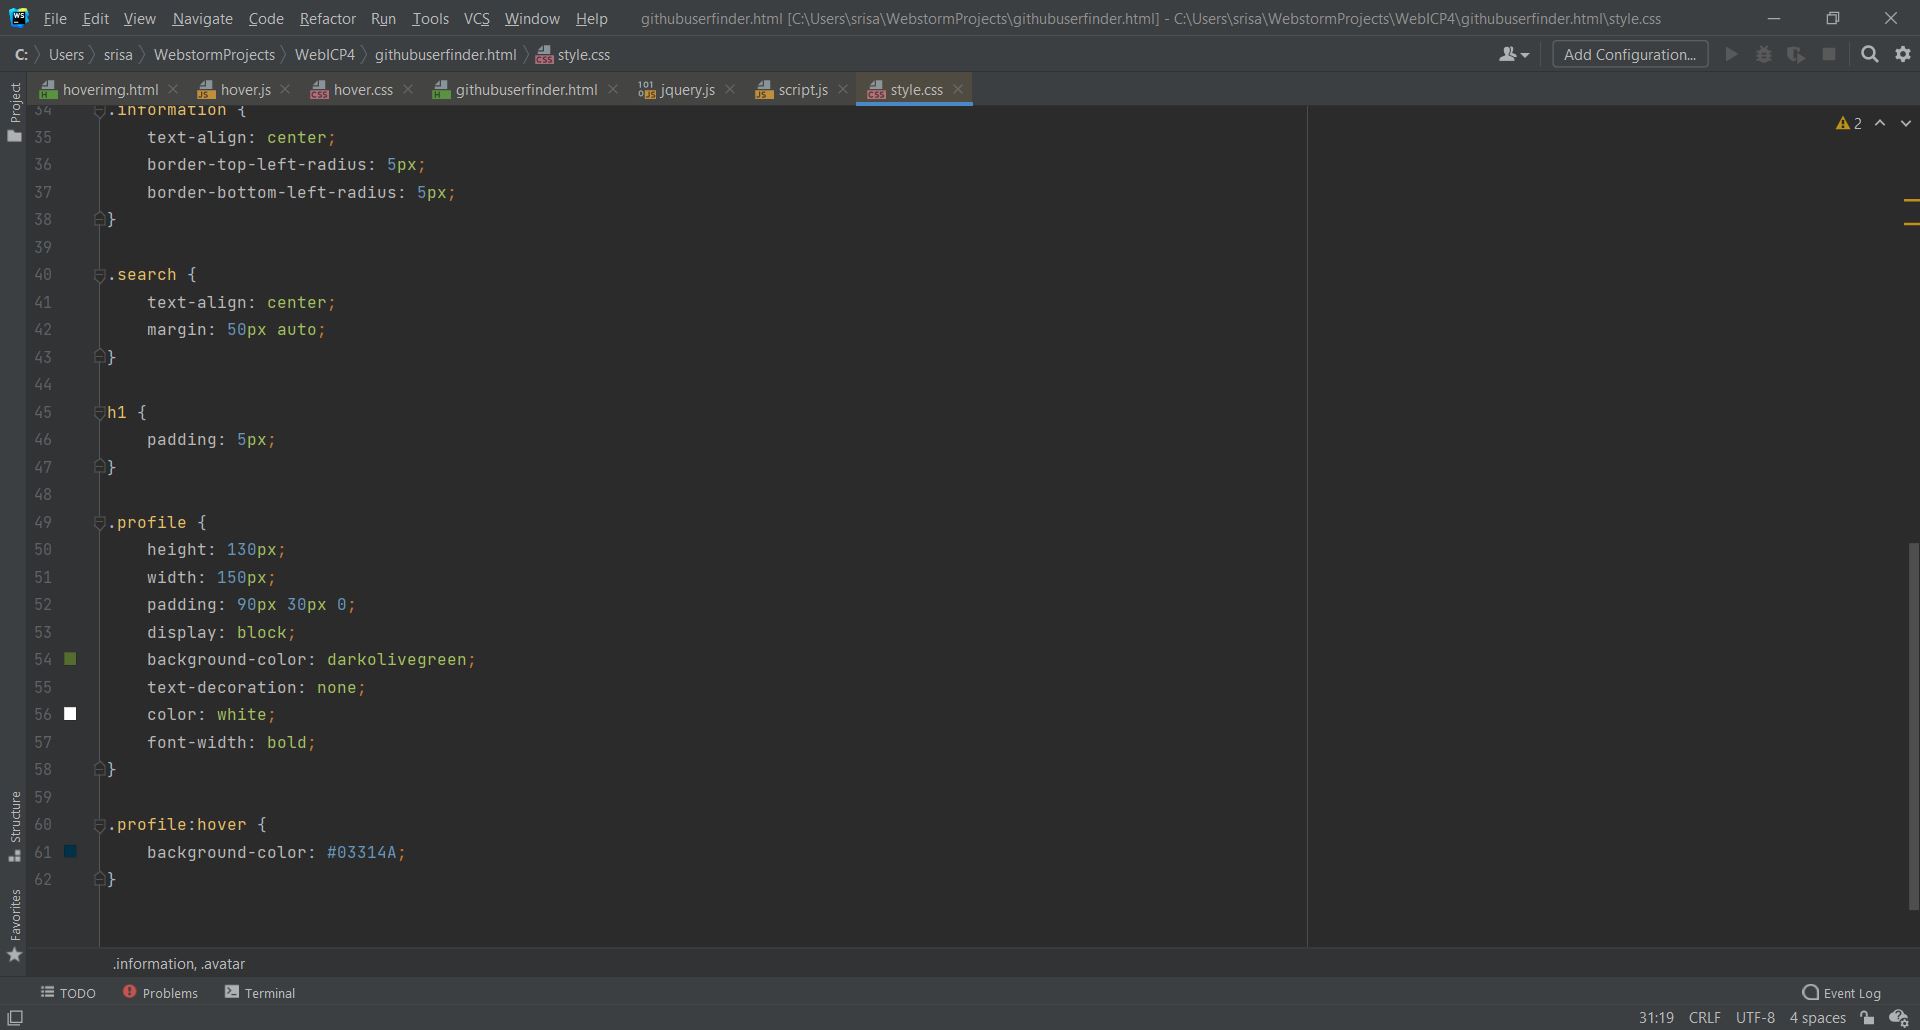 File Edit View Navigate Code Refactor Run Tools VCS Window Help githubuserfinder.html [C:\Users\srisa\WebstormProjects\githubuserfinder.html] - C:\Users\srisa\WebstormProjects\WebICP4\githubuserfinder.html\style.css
C: Users srisa WebstormProjects WebICP4 githubuserfinder.html style.css Add Configuration...
hoverimg.html hover.js hover.css githubuserfinder.html jquery.js script.js style.css
Project
2
34 .information {
35 text-align: center;
36 border-top-left-radius: 5px;
37 border-bottom-left-radius: 5px;
38 }
39
40 .search {
41 text-align: center;
42 margin: 50px auto;
43 }
44
45 h1 {
46 padding: 5px;
47 }
48
49 .profile {
50 height: 130px;
51 width: 150px;
52 padding: 90px 30px 0;
53 display: block;
54 background-color: darkolivegreen;
55 text-decoration: none;
56 color: white;
57 font-width: bold;
58 }
59
60 .profile:hover {
61 background-color: #03314A;
62 }
Structure
Favorites
.information, .avatar
TODO Problems Terminal Event Log
31:19 CRLF UTF-8 4 spaces